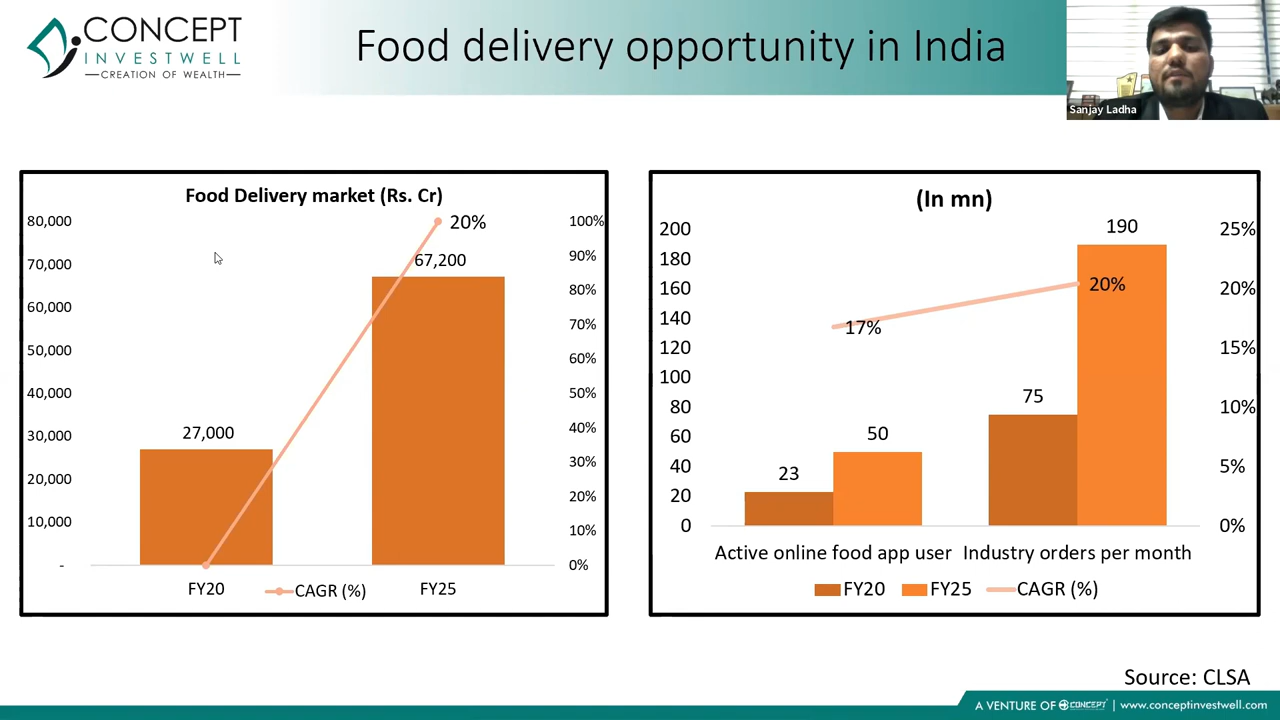 CONCEPT
INVESTWELL
CREATION OF WEALTH
Food delivery opportunity in India
Sanjay Ladha
Food Delivery market (Rs. Cr)
80,000
70,000
60,000
50,000
40,000
30,000
20,000
10,000
-
27,000
67,200
20%
100%
90%
80%
70%
60%
50%
40%
30%
20%
10%
0%
FY20
FY25
CAGR (%)
(In mn)
200
180
160
140
120
100
80
60
40
20
0
23
50
75
190
17%
20%
25%
20%
15%
10%
5%
0%
Active online food app user
Industry orders per month
FY20
FY25
CAGR (%)
Source: CLSA
A VENTURE OF CONCEPT | www.conceptinvestwell.com